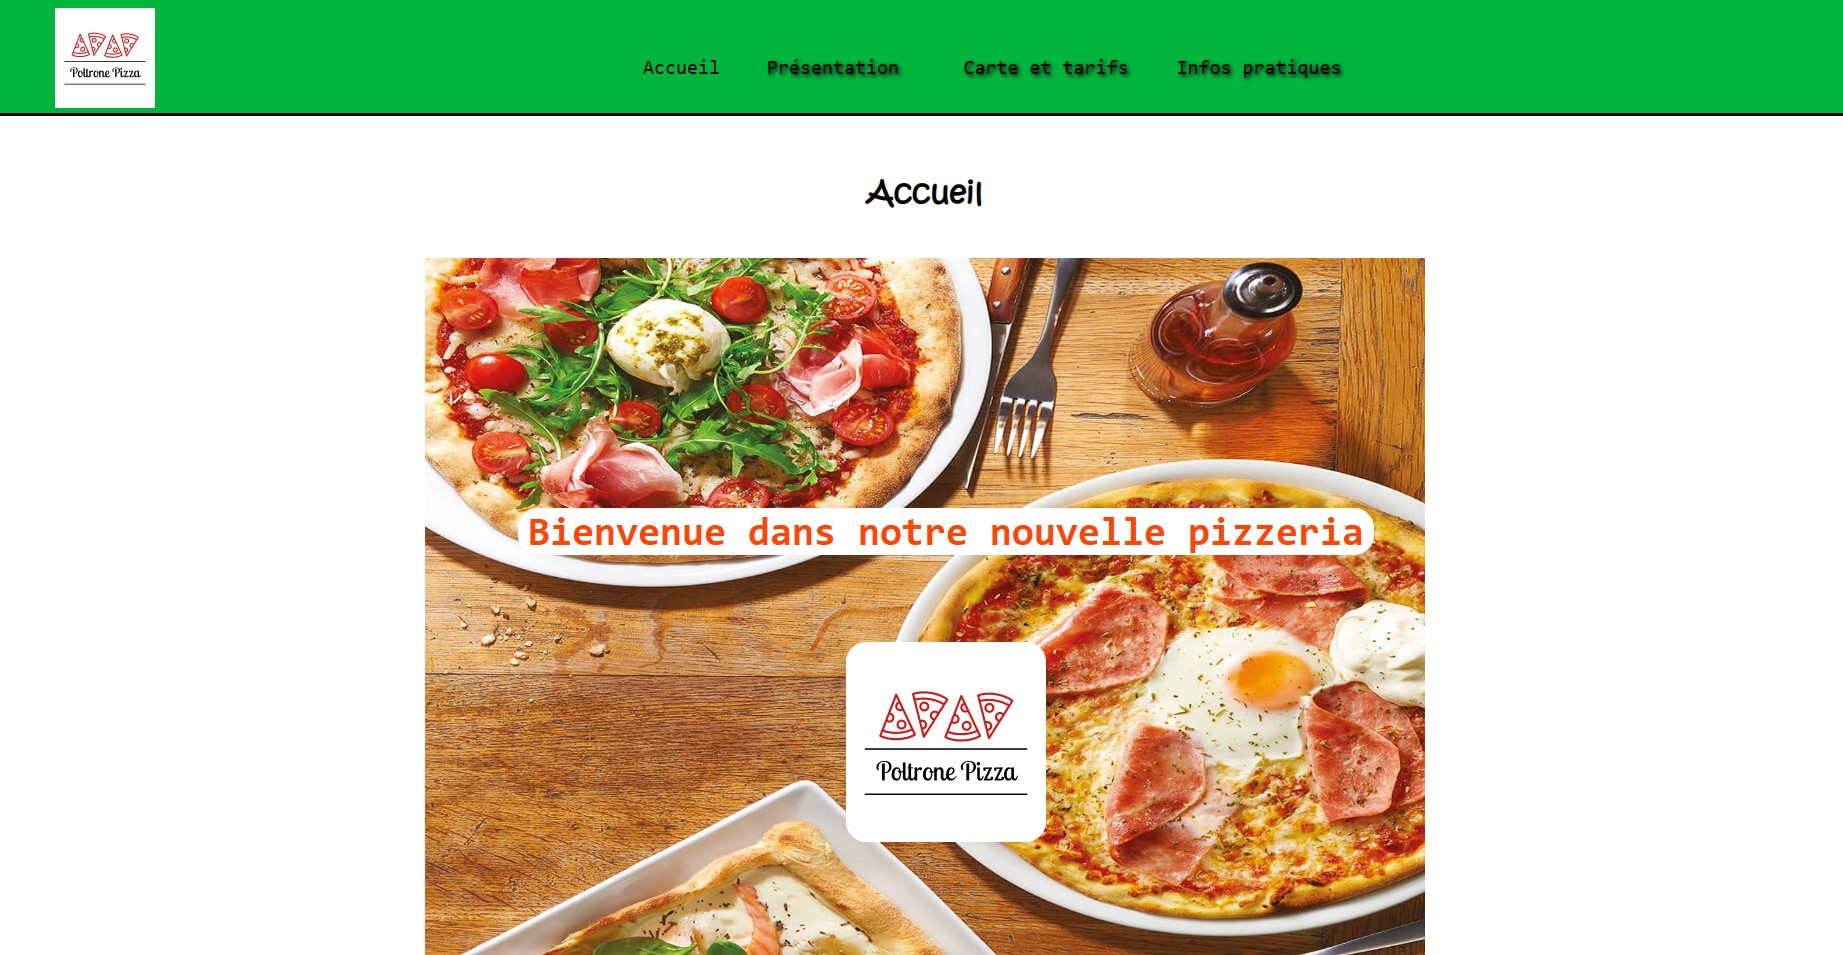 Poltrone Pizza
Accueil Présentation Carte et tarifs Infos pratiques
Accueil
Bienvenue dans notre nouvelle pizzeria
Poltrone Pizza